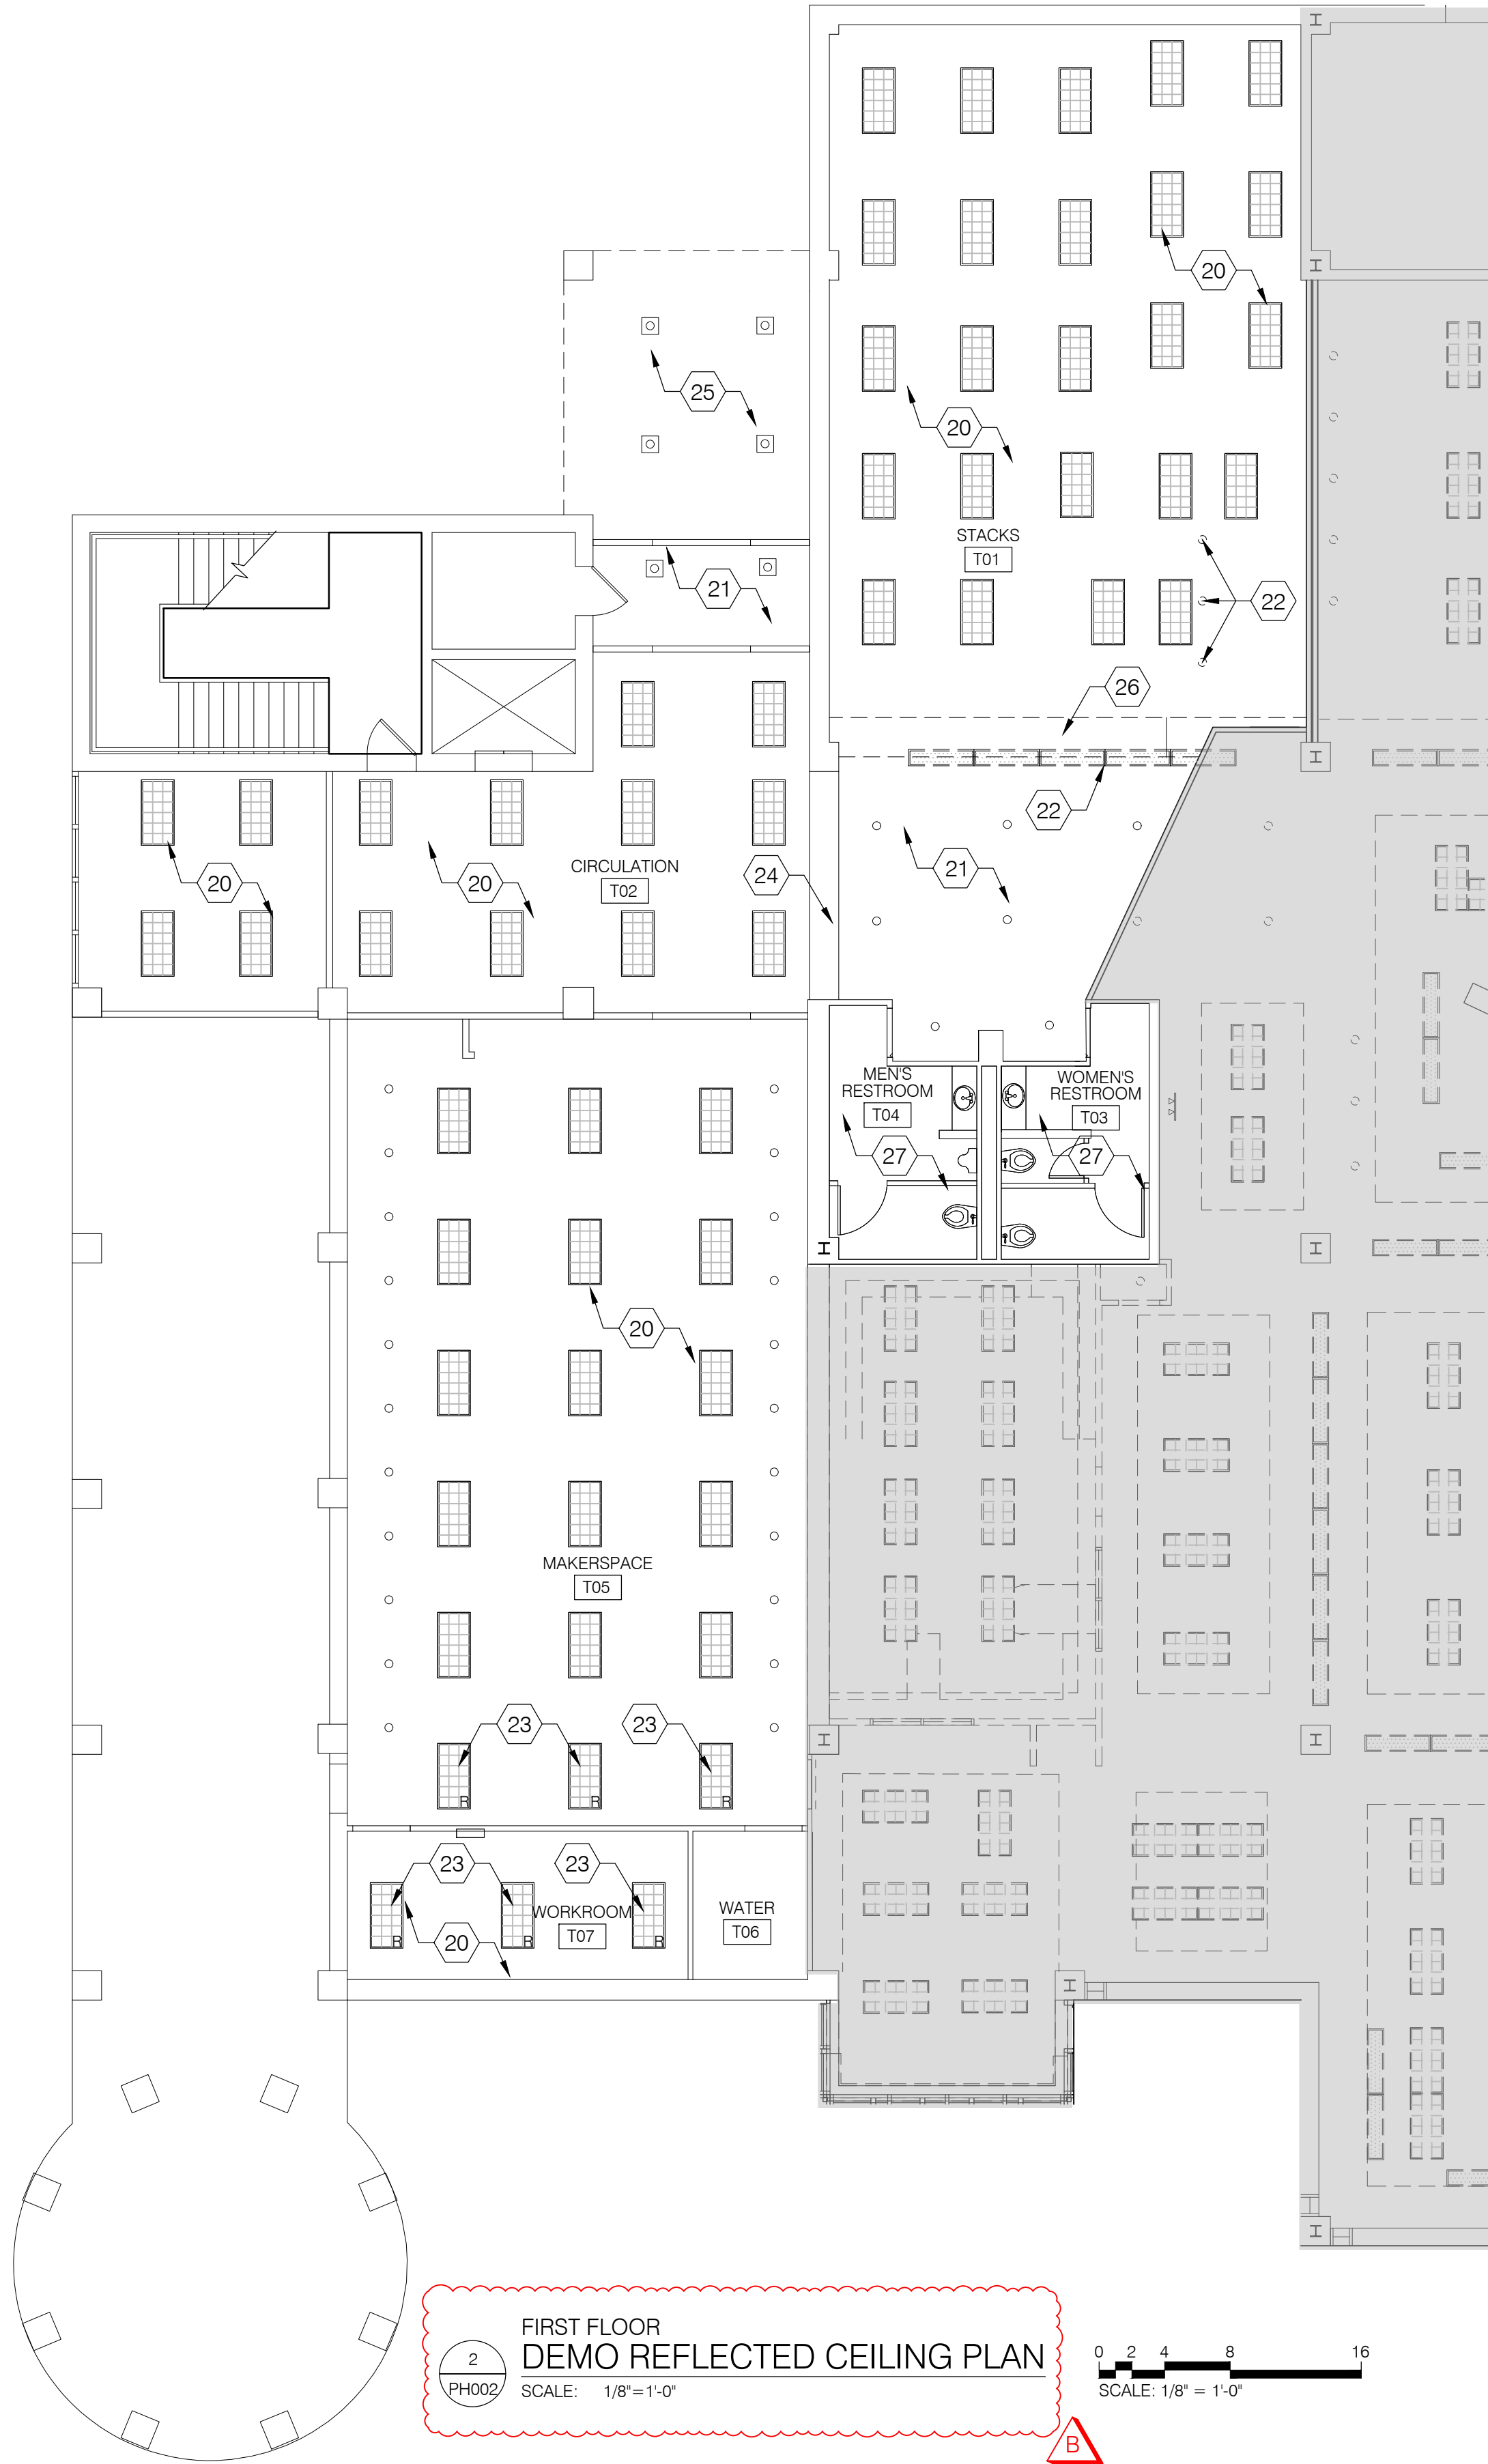 H
H
20
25
20
STACKS
T01
21
22
26
H
22
CIRCULATION
T02
24
20
20
21
MEN'S
RESTROOM
T04
WOMEN'S
RESTROOM
T03
27
27
H
H
20
MAKERSPACE
T05
23
23
H
H
R
R
R
23
23
WORKROOM
T07
WATER
T06
20
R
R
R
H
H
FIRST FLOOR
DEMO REFLECTED CEILING PLAN
2
PH002
SCALE: 1/8"=1'-0"
0 2 4 8 16
SCALE: 1/8" = 1'-0"
B